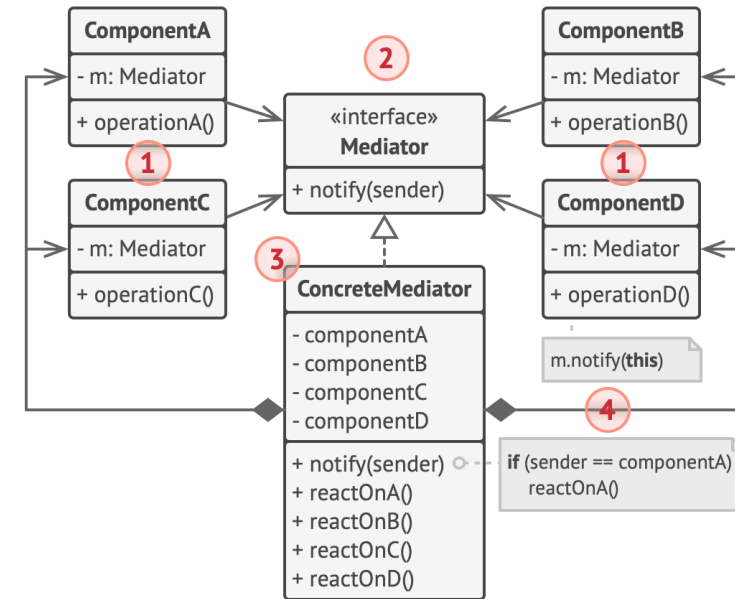 ComponentA
- m: Mediator
+ operationA()
1
ComponentC
- m: Mediator
+ operationC()
2
«interface»
Mediator
+ notify(sender)
ComponentB
- m: Mediator
+ operationB()
1
ComponentD
- m: Mediator
+ operationD()
m.notify(this)
3
ConcreteMediator
- componentA
- componentB
- componentC
- componentD
+ notify(sender)
+ reactOnA()
+ reactOnB()
+ reactOnC()
+ reactOnD()
4
if (sender == componentA)
reactOnA()